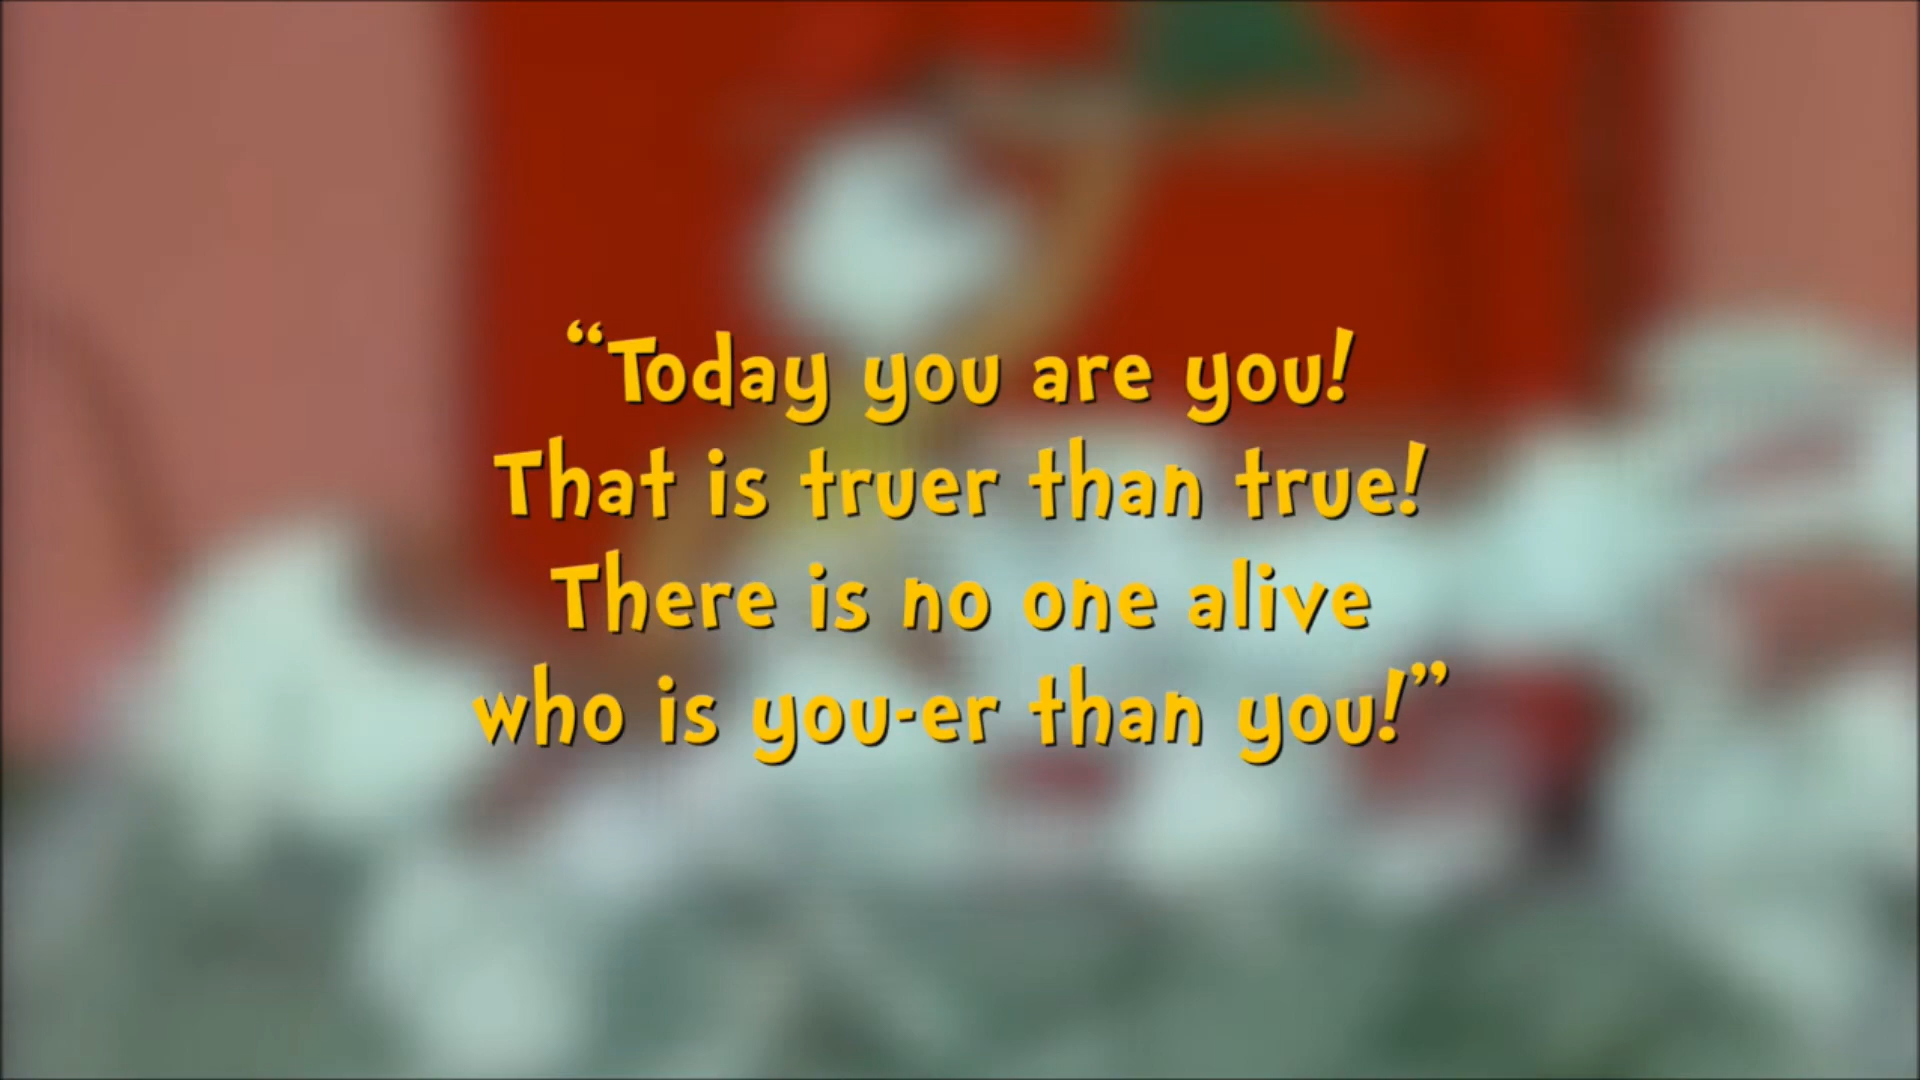 “Today you are you!
That is truer than true!
There is no one alive
who is you-er than you!”